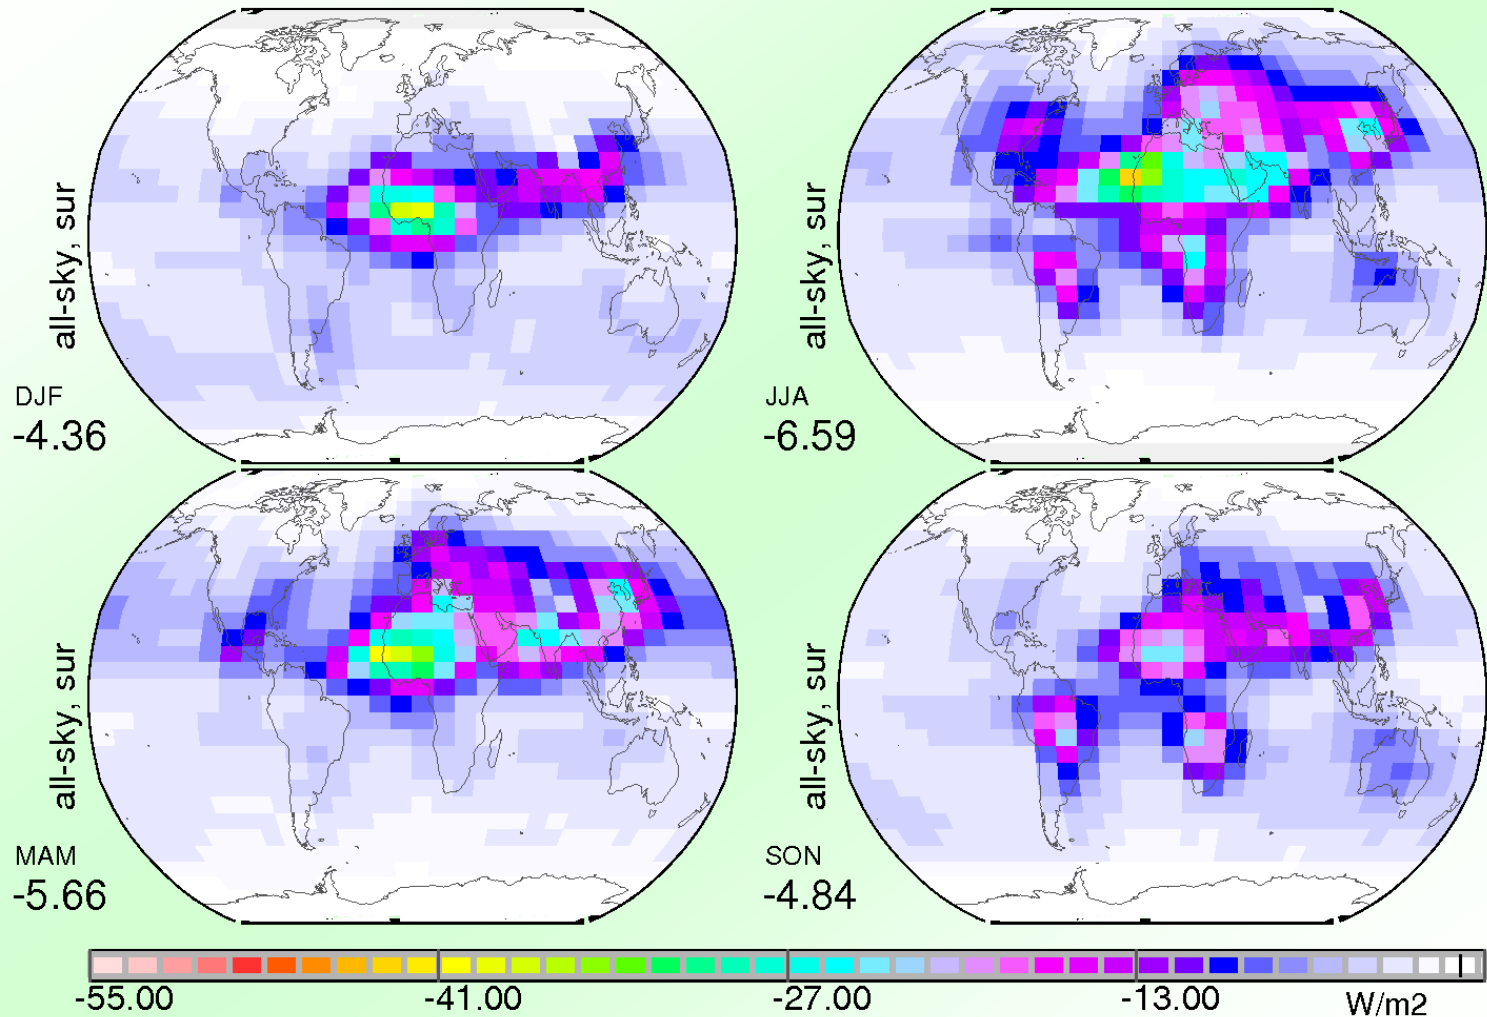 all-sky, sur
DJF
-4.36
all-sky, sur
JJA
-6.59
all-sky, sur
MAM
-5.66
all-sky, sur
SON
-4.84
-55.00 -41.00 -27.00 -13.00 W/m2